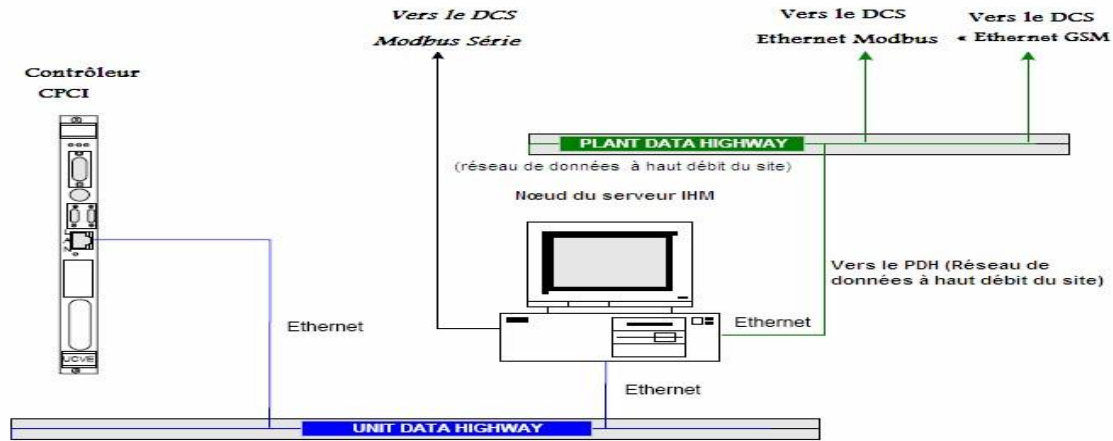 Vers le DCS
Modbus Série
Vers le DCS
Ethernet Modbus
Vers le DCS
« Ethernet GSM
Contrôleur
CPCI
PLANT DATA HIGHWAY
(réseau de données à haut débit du site)
Nœud du serveur IHM
Vers le PDH (Réseau de
données à haut débit du site)
Ethernet
Ethernet
Ethernet
UCVE
UNIT DATA HIGHWAY